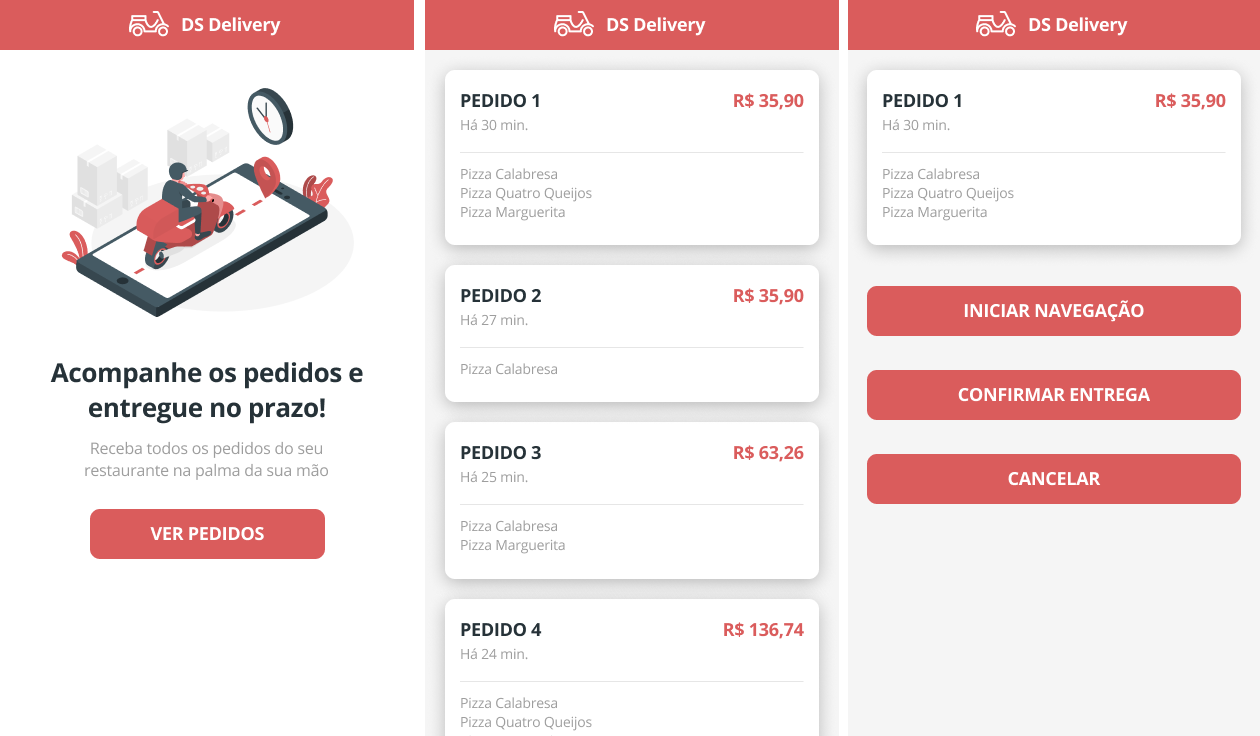 DS Delivery
Acompanhe os pedidos e
entregue no prazo!
Receba todos os pedidos do seu
restaurante na palma da sua mão
VER PEDIDOS
DS Delivery
PEDIDO 1 R$ 35,90
Há 30 min.
Pizza Calabresa
Pizza Quatro Queijos
Pizza Marguerita
PEDIDO 2 R$ 35,90
Há 27 min.
Pizza Calabresa
PEDIDO 3 R$ 63,26
Há 25 min.
Pizza Calabresa
Pizza Marguerita
PEDIDO 4 R$ 136,74
Há 24 min.
Pizza Calabresa
Pizza Quatro Queijos
DS Delivery
PEDIDO 1 R$ 35,90
Há 30 min.
Pizza Calabresa
Pizza Quatro Queijos
Pizza Marguerita
INICIAR NAVEGAÇÃO
CONFIRMAR ENTREGA
CANCELAR